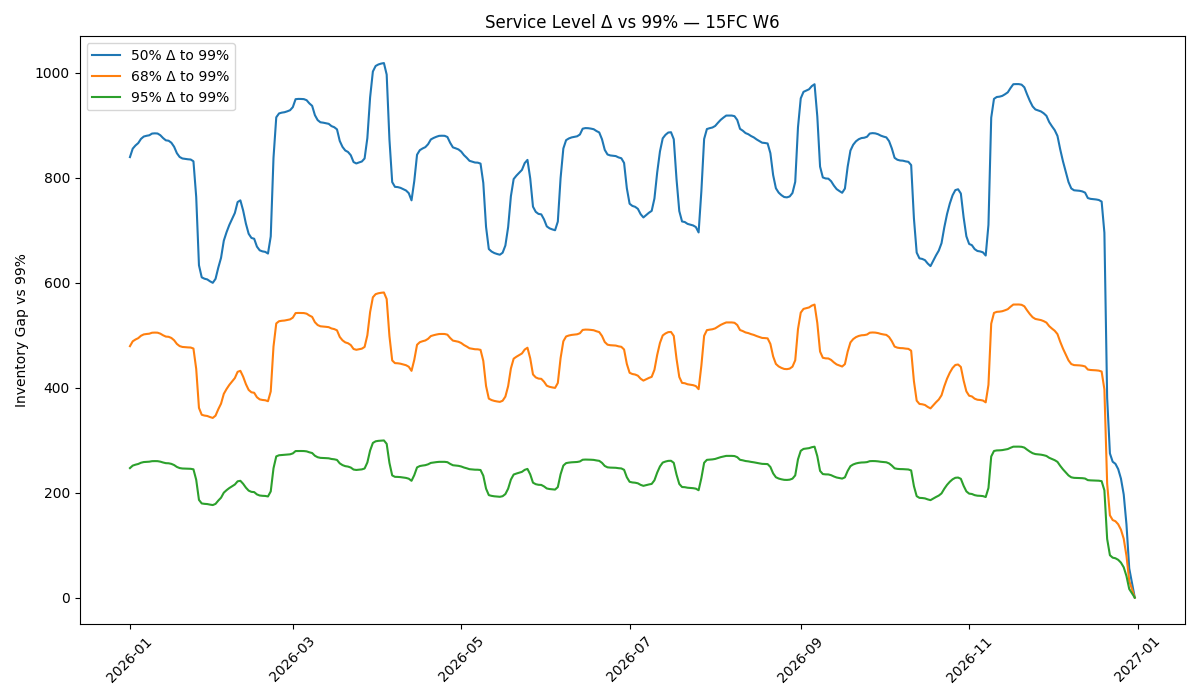 Service Level Δ vs 99% — 15FC W6
50% Δ to 99%
68% Δ to 99%
95% Δ to 99%
Inventory Gap vs 99%
1000
800
600
400
200
0
2026-01
2026-03
2026-05
2026-07
2026-09
2026-11
2027-01